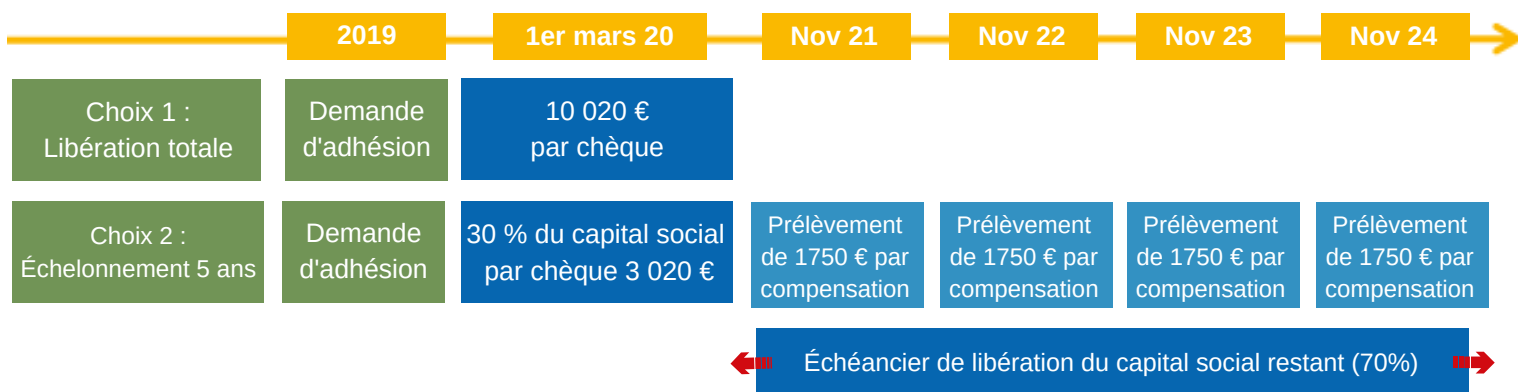 2019
1er mars 20
Nov 21
Nov 22
Nov 23
Nov 24
Choix 1 :
Libération totale
Demande
d'adhésion
10 020 €
par chèque
Choix 2 :
Échelonnement 5 ans
Demande
d'adhésion
30 % du capital social
par chèque 3 020 €
Prélèvement
de 1750 € par
compensation
Prélèvement
de 1750 € par
compensation
Prélèvement
de 1750 € par
compensation
Prélèvement
de 1750 € par
compensation
Échéancier de libération du capital social restant (70%)